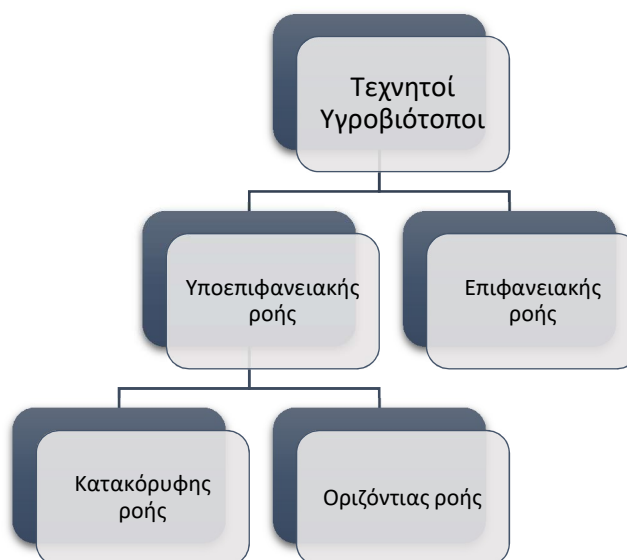 Τεχνητοί
Υγροβιότοποι
Υποεπιφανειακής
ροής
Επιφανειακής
ροής
Κατακόρυφης
ροής
Οριζόντιας ροής